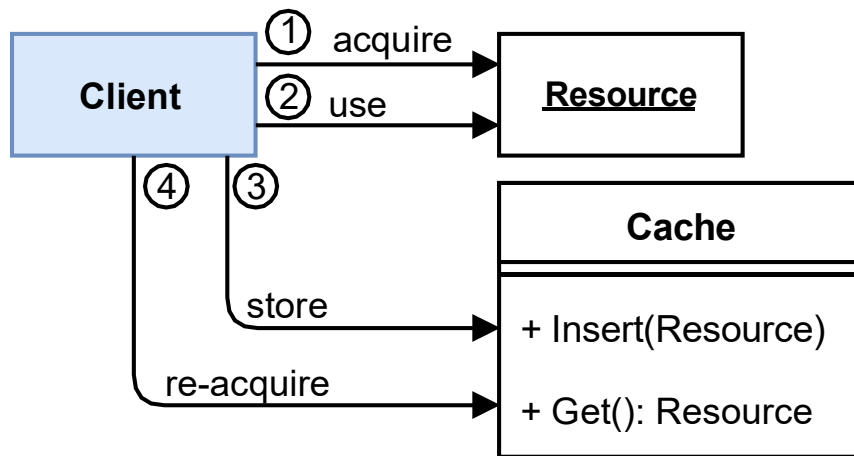 ① acquire
Client
② use
Resource
④ ③
Cache
store
+ Insert(Resource)
re-acquire
+ Get(): Resource